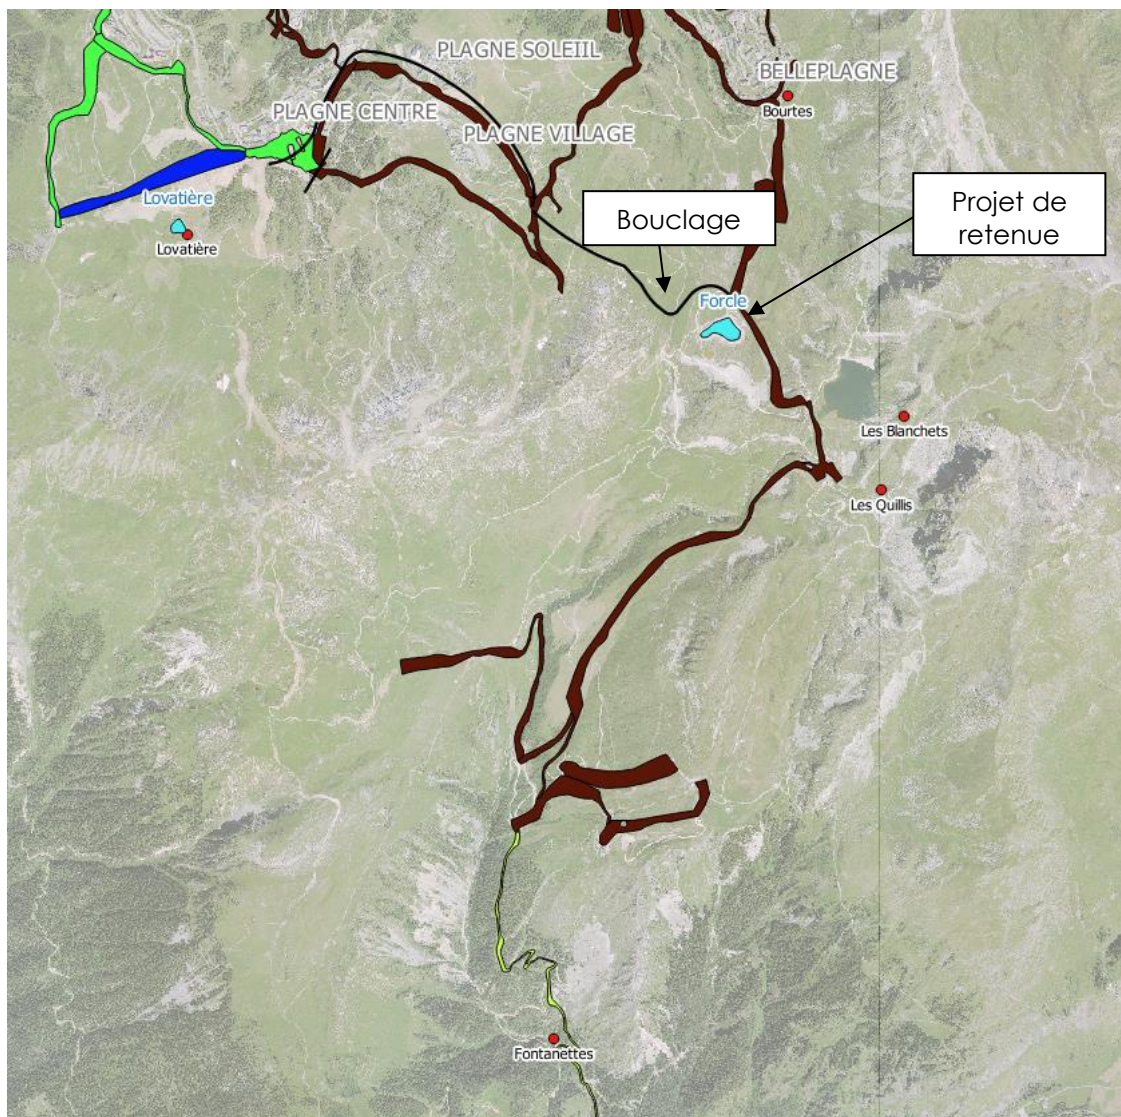 PLAGNE SOLEIIL
BELLEPLAGNE
Bourtes
PLAGNE CENTRE
PLAGNE VILLAGE
Lovatière
Lovatière
Bouclage
Projet de
retenue
Forcle
Les Blanchets
Les Quillis
Fontanettes